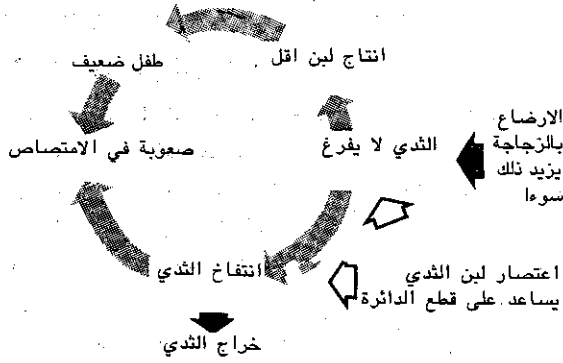 انتاج لبن اقل
طفل ضعيف
الارضاع
بالزجاجة
يزيد ذلك
سوءا
الثدي لا يفرغ
صعوبة في الامتصاص
انتفاخ الثدي
اعتصار لبن الثدي
يساعد على قطع الدائرة
خراج الثدي